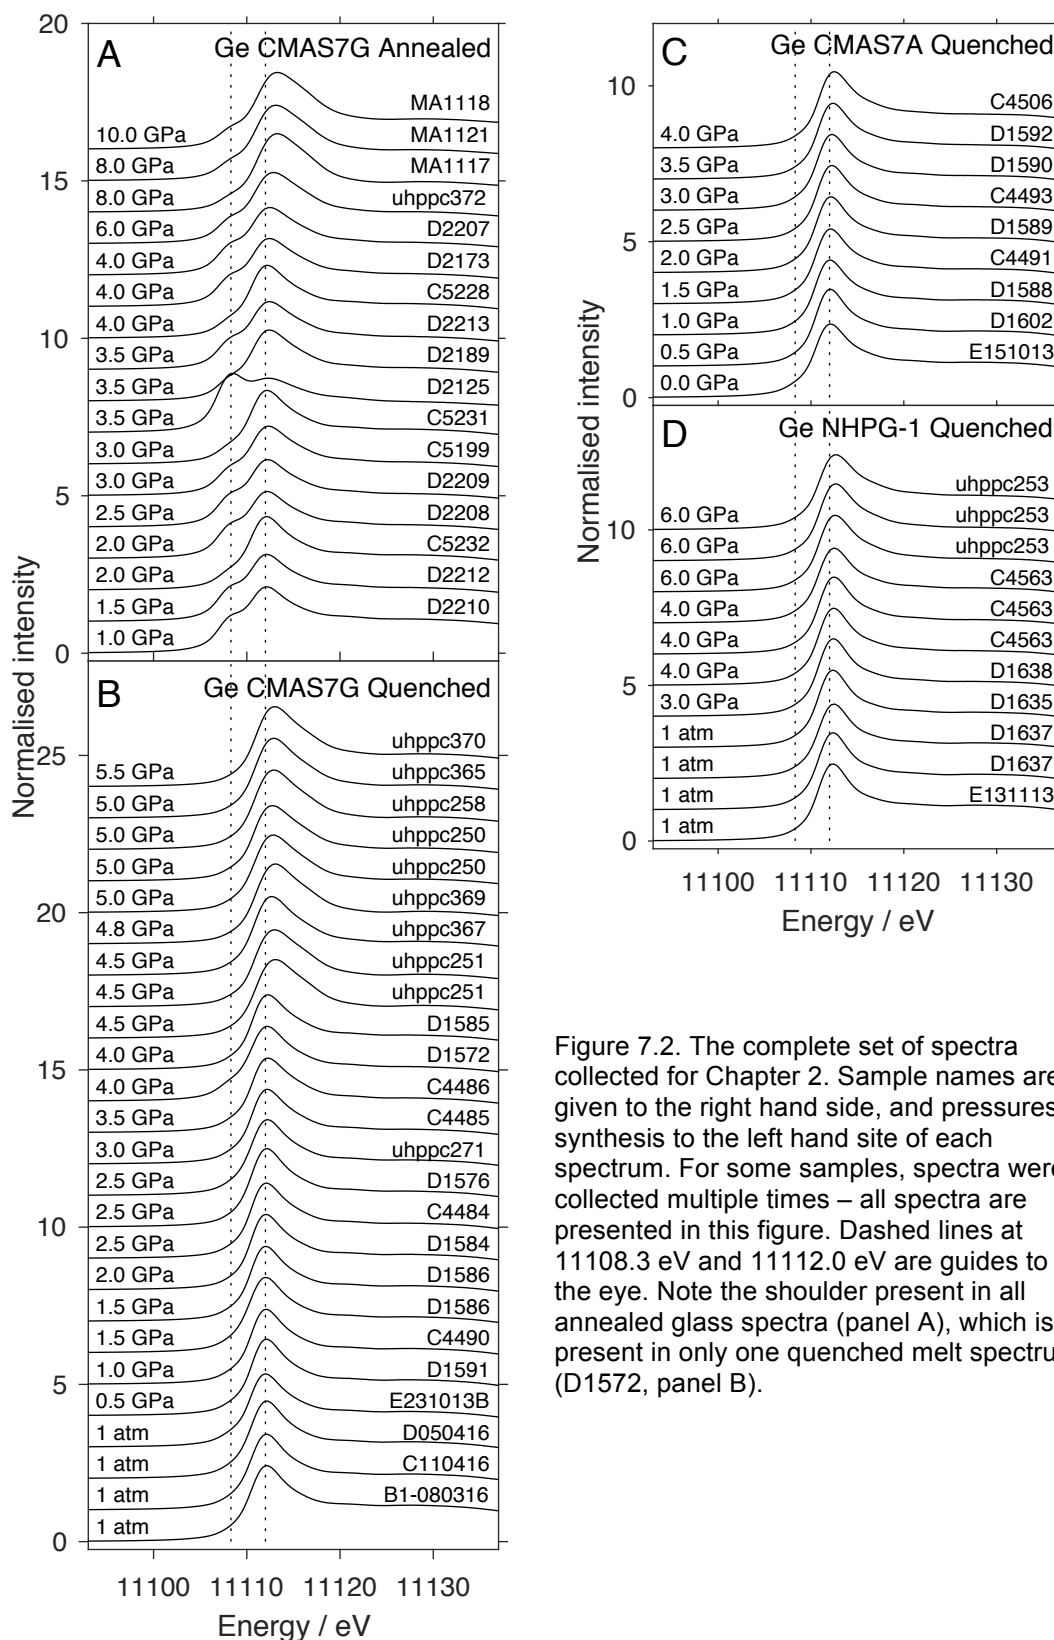 A
Ge CMAS7G Annealed
20
15
10
5
0
MA1118
10.0 GPa
MA1121
8.0 GPa
MA1117
8.0 GPa
uhppc372
6.0 GPa
D2207
4.0 GPa
D2173
4.0 GPa
C5228
4.0 GPa
D2213
3.5 GPa
D2189
3.5 GPa
D2125
3.5 GPa
C5231
3.0 GPa
C5199
3.0 GPa
D2209
2.5 GPa
D2208
2.0 GPa
C5232
2.0 GPa
D2212
1.5 GPa
D2210
1.0 GPa
Normalised intensity
B
Ge CMAS7G Quenched
25
20
15
10
5
0
uhppc370
5.5 GPa
uhppc365
5.0 GPa
uhppc258
5.0 GPa
uhppc250
5.0 GPa
uhppc250
5.0 GPa
uhppc369
4.8 GPa
uhppc367
4.5 GPa
uhppc251
4.5 GPa
uhppc251
4.5 GPa
D1585
4.0 GPa
D1572
4.0 GPa
C4486
3.5 GPa
C4485
3.0 GPa
uhppc271
2.5 GPa
D1576
2.5 GPa
C4484
2.5 GPa
D1584
2.0 GPa
D1586
1.5 GPa
D1586
1.5 GPa
C4490
1.0 GPa
D1591
0.5 GPa
E231013B
1 atm
D050416
1 atm
C110416
1 atm
B1-080316
1 atm
11100 11110 11120 11130
Energy / eV
C
Ge CMAS7A Quenched
10
5
0
C4506
4.0 GPa
D1592
3.5 GPa
D1590
3.0 GPa
C4493
2.5 GPa
D1589
2.0 GPa
C4491
1.5 GPa
D1588
1.0 GPa
D1602
0.5 GPa
E151013
0.0 GPa
Normalised intensity
D
Ge NHPG-1 Quenched
10
5
0
uhppc253
6.0 GPa
uhppc253
6.0 GPa
uhppc253
6.0 GPa
C4563
4.0 GPa
C4563
4.0 GPa
C4563
4.0 GPa
D1638
3.0 GPa
D1635
1 atm
D1637
1 atm
D1637
1 atm
E131113
1 atm
11100 11110 11120 11130
Energy / eV
Figure 7.2. The complete set of spectra
collected for Chapter 2. Sample names are
given to the right hand side, and pressures
synthesis to the left hand site of each
spectrum. For some samples, spectra were
collected multiple times – all spectra are
presented in this figure. Dashed lines at
11108.3 eV and 11112.0 eV are guides to
the eye. Note the shoulder present in all
annealed glass spectra (panel A), which is
present in only one quenched melt spectru
(D1572, panel B).